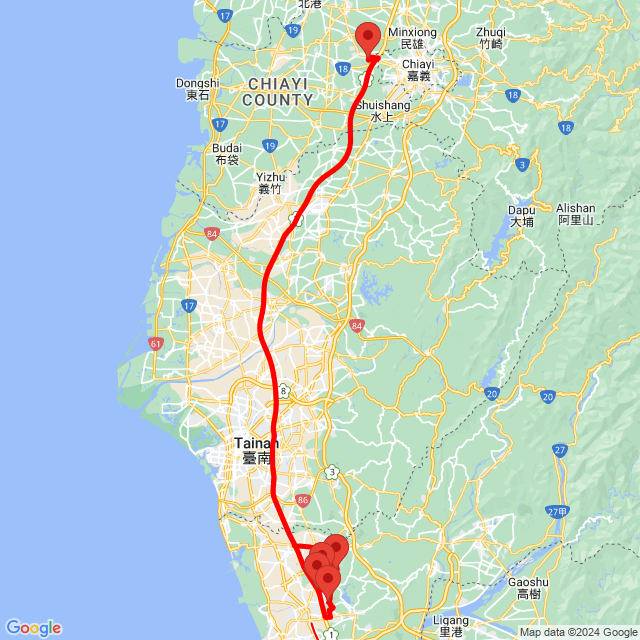 北港
Minxiong
民雄
Zhuqi
竹崎
Chiayi
嘉義
18
18
Dongshi
東石
CHIAYI
COUNTY
Shuishang
水上
18
19
Budai
布袋
3
Yizhu
義竹
Alishan
阿里山
Dapu
大埔
84
17
84
61
8
20
20
Tainan
臺南
27
3
86
27甲
Gaoshu
高樹
Liqang
里港
1
Google
Map data ©2024 Google